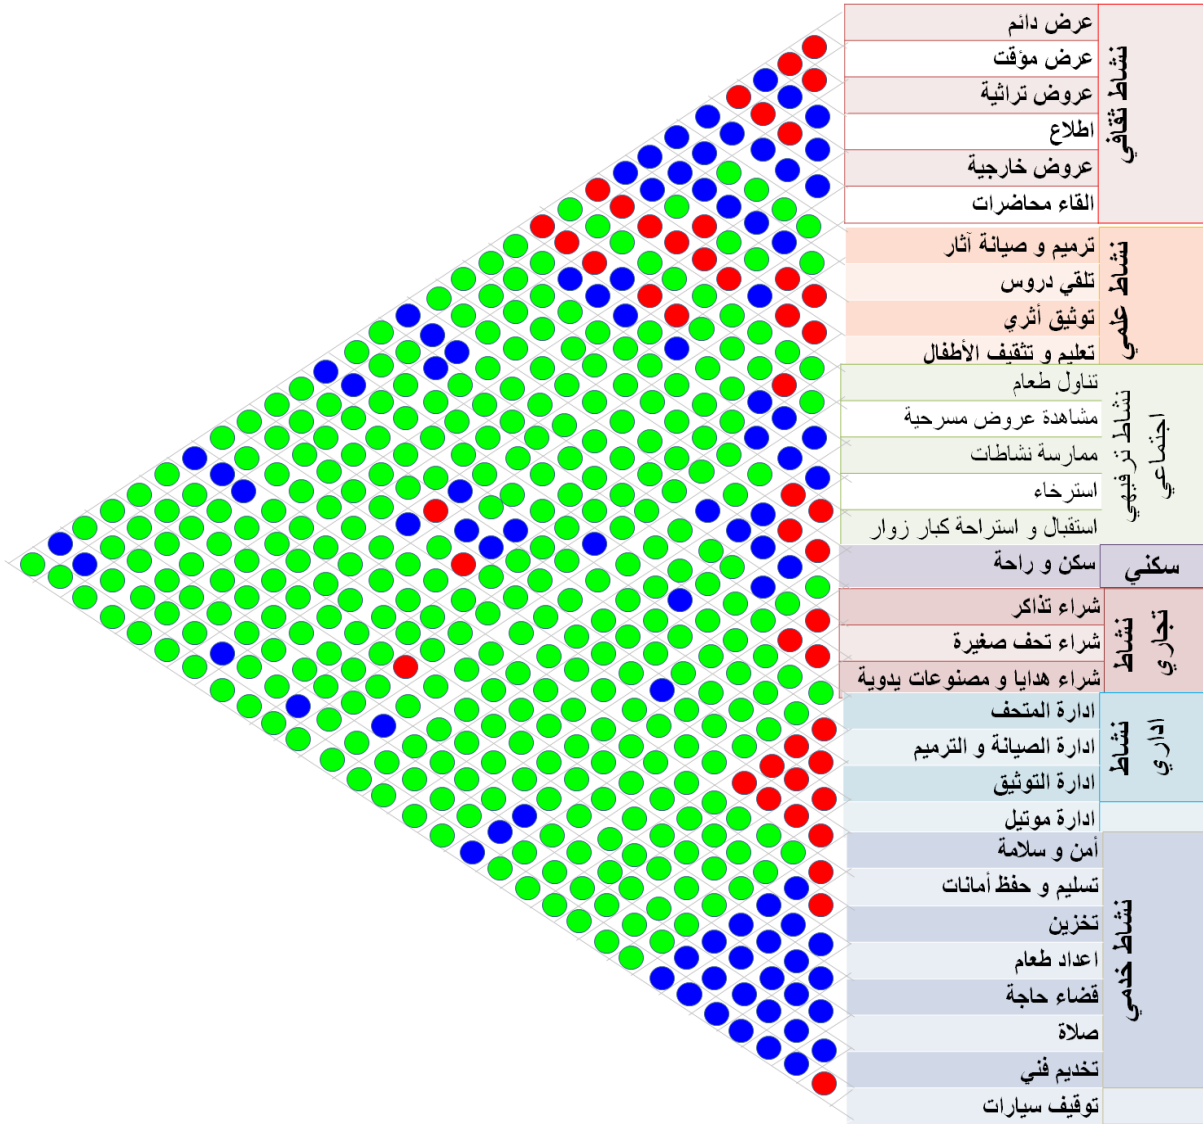 نشاط ثقافي
عرض دائم
عرض مؤقت
عروض تراثية
اطلاع
عروض خارجية
القاء محاضرات
نشاط علمي
ترميم و صيانة آثار
تلقي دروس
توثيق أثري
تعليم و تثقيف الأطفال
نشاط ترفيهي
اجتماعي
تناول طعام
مشاهدة عروض مسرحية
ممارسة نشاطات
استرخاء
استقبال و استراحة كبار زوار
سكني
سكن و راحة
نشاط
تجاري
شراء تذاكر
شراء تحف صغيرة
شراء هدايا و مصنوعات يدوية
نشاط
اداري
ادارة المتحف
ادارة الصيانة و الترميم
ادارة التوثيق
ادارة موتيل
نشاط خدمي
أمن و سلامة
تسليم و حفظ أمانات
تخزين
اعداد طعام
قضاء حاجة
صلاة
تخديم فني
توقيف سيارات